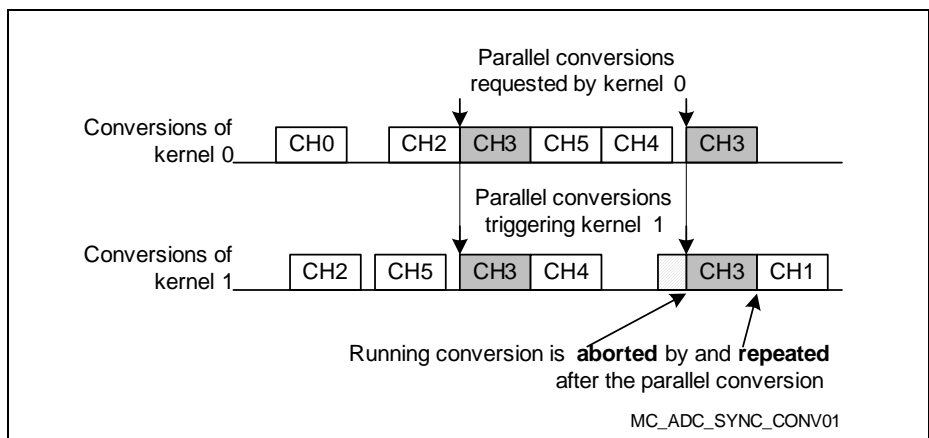 Parallel conversions
requested by kernel 0
Conversions of
kernel 0
CH0 CH2 CH3 CH5 CH4 CH3
Parallel conversions
triggering kernel 1
Conversions of
kernel 1
CH2 CH5 CH3 CH4 CH3 CH1
Running conversion is aborted by and repeated
after the parallel conversion
MC_ADC_SYNC_CONV01